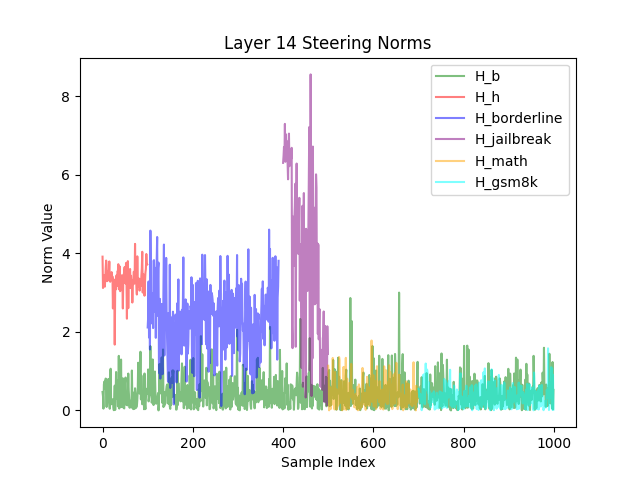 Layer 14 Steering Norms
H_b
H_h
H_borderline
H_jailbreak
H_math
H_gsm8k
Norm Value
8
6
4
2
0
0
200
400
600
800
1000
Sample Index